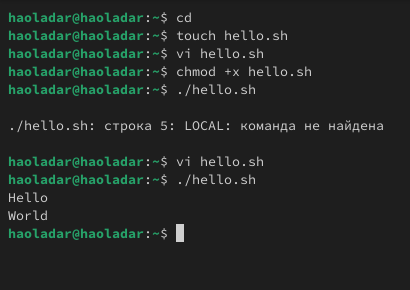 haoladar@haoladar:~$ cd
haoladar@haoladar:~$ touch hello.sh
haoladar@haoladar:~$ vi hello.sh
haoladar@haoladar:~$ chmod +x hello.sh
haoladar@haoladar:~$ ./hello.sh
./hello.sh: строка 5: LOCAL: команда не найдена
haoladar@haoladar:~$ vi hello.sh
haoladar@haoladar:~$ ./hello.sh
Hello
World
haoladar@haoladar:~$